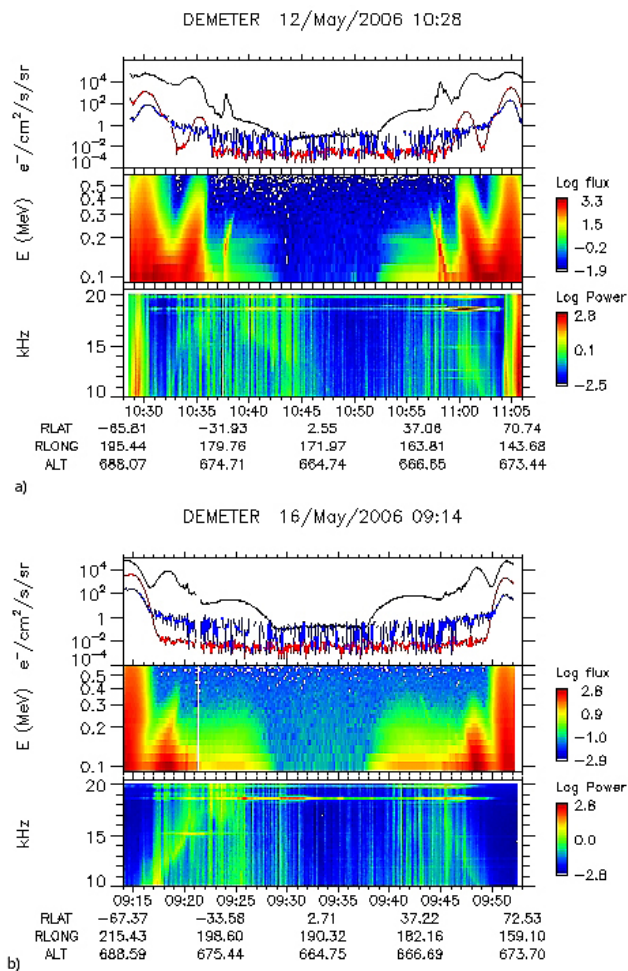 DEMETER 12/May/2006 10:28
a)
e⁻/cm²/s/sr
10⁴
10²
1
10⁻²
10⁻⁴
E (MeV)
0.5
0.4
0.3
0.2
0.1
Log flux
3.3
1.5
−0.2
−1.9
kHz
20
15
10
Log Power
2.8
0.1
−2.5
10:30 10:35 10:40 10:45 10:50 10:55 11:00 11:05
RLAT −65.81 −31.93 2.55 37.06 70.74
RLONG 195.44 179.76 171.97 163.81 143.68
ALT 688.07 674.71 664.74 666.65 673.44
DEMETER 16/May/2006 09:14
e⁻/cm²/s/sr
10⁴
10²
1
10⁻²
10⁻⁴
E (MeV)
0.5
0.4
0.3
0.2
0.1
Log flux
2.8
0.9
−1.0
−2.9
kHz
20
15
10
Log Power
2.6
0.0
−2.8
09:15 09:20 09:25 09:30 09:35 09:40 09:45 09:50
RLAT −67.37 −33.58 2.71 37.22 72.53
RLONG 215.43 198.60 190.32 182.16 159.10
ALT 688.59 675.44 664.75 666.69 673.70
b)